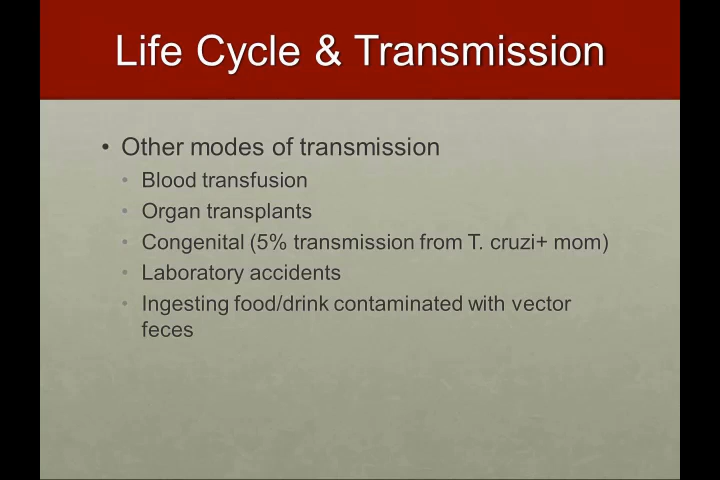 Life Cycle & Transmission
• Other modes of transmission
• Blood transfusion
• Organ transplants
• Congenital (5% transmission from T. cruzi+ mom)
• Laboratory accidents
• Ingesting food/drink contaminated with vector
feces